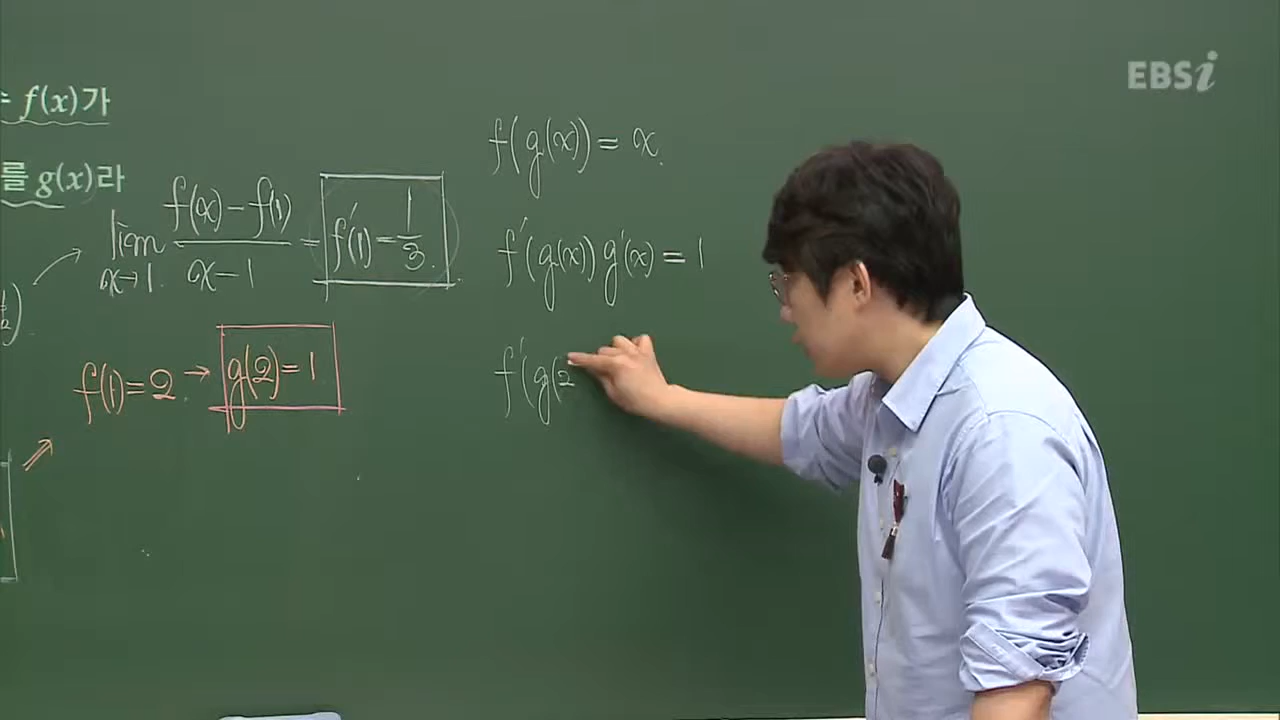 EBSi
= f(x)가
를 g(x)라
lim x→1 (f(x)-f(1))/(x-1) = f'(1)=1/3.
f(1)=2. → g(2)=1
f(g(x))=x.
f'(g(x))g'(x)=1
f'(g(2